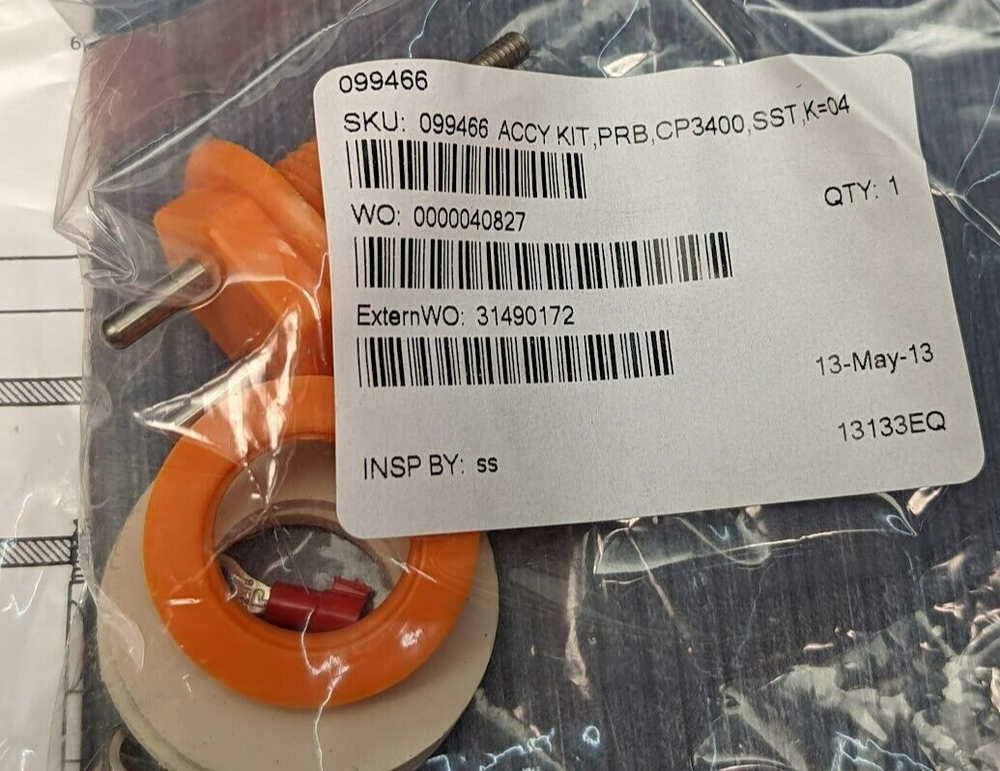 6
099466
SKU: 099466 ACCY KIT,PRB,CP3400,SST,K=04
QTY: 1
WO: 0000040827
ExternWO: 31490172
13-May-13
13133EQ
INSP BY: ss